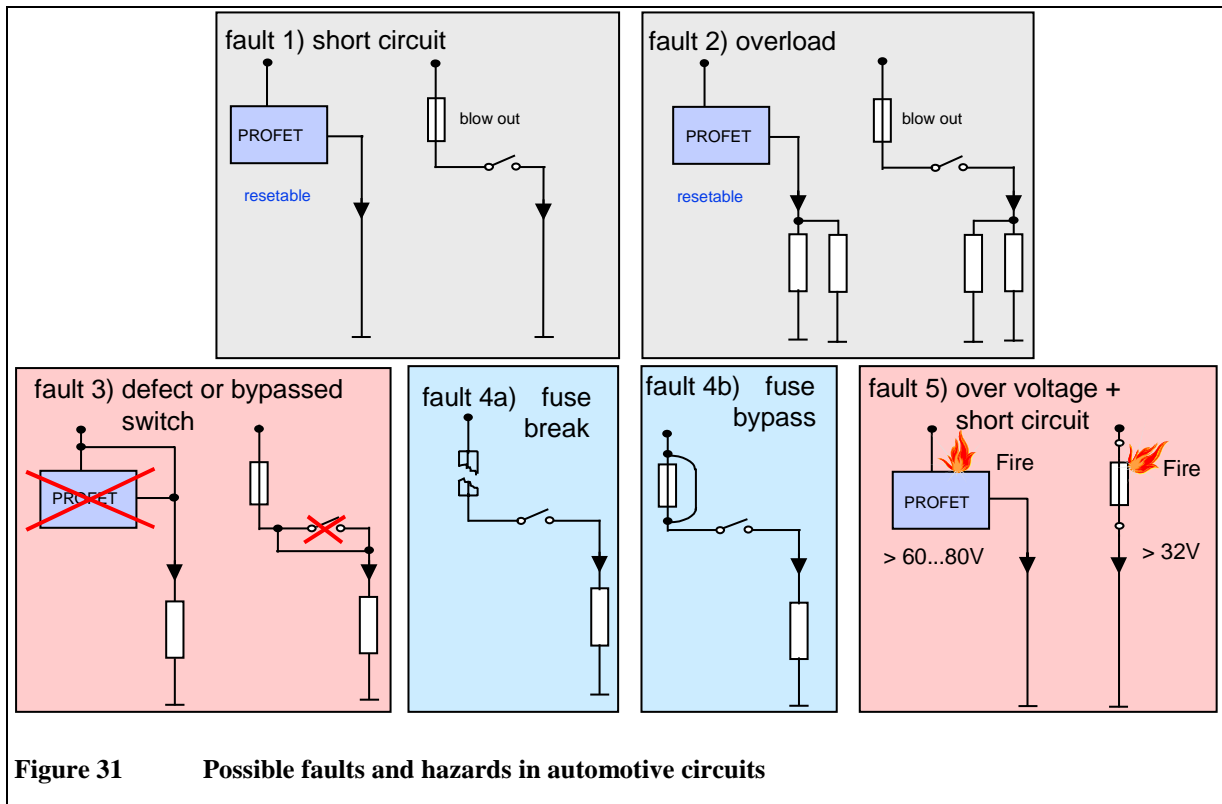 fault 1) short circuit
PROFET
resetable
blow out
fault 2) overload
PROFET
resetable
blow out
fault 3) defect or bypassed
switch
PROFET
fault 4a) fuse
break
fault 4b) fuse
bypass
fault 5) over voltage +
short circuit
Fire
Fire
PROFET
> 60...80V
> 32V
Figure 31 Possible faults and hazards in automotive circuits